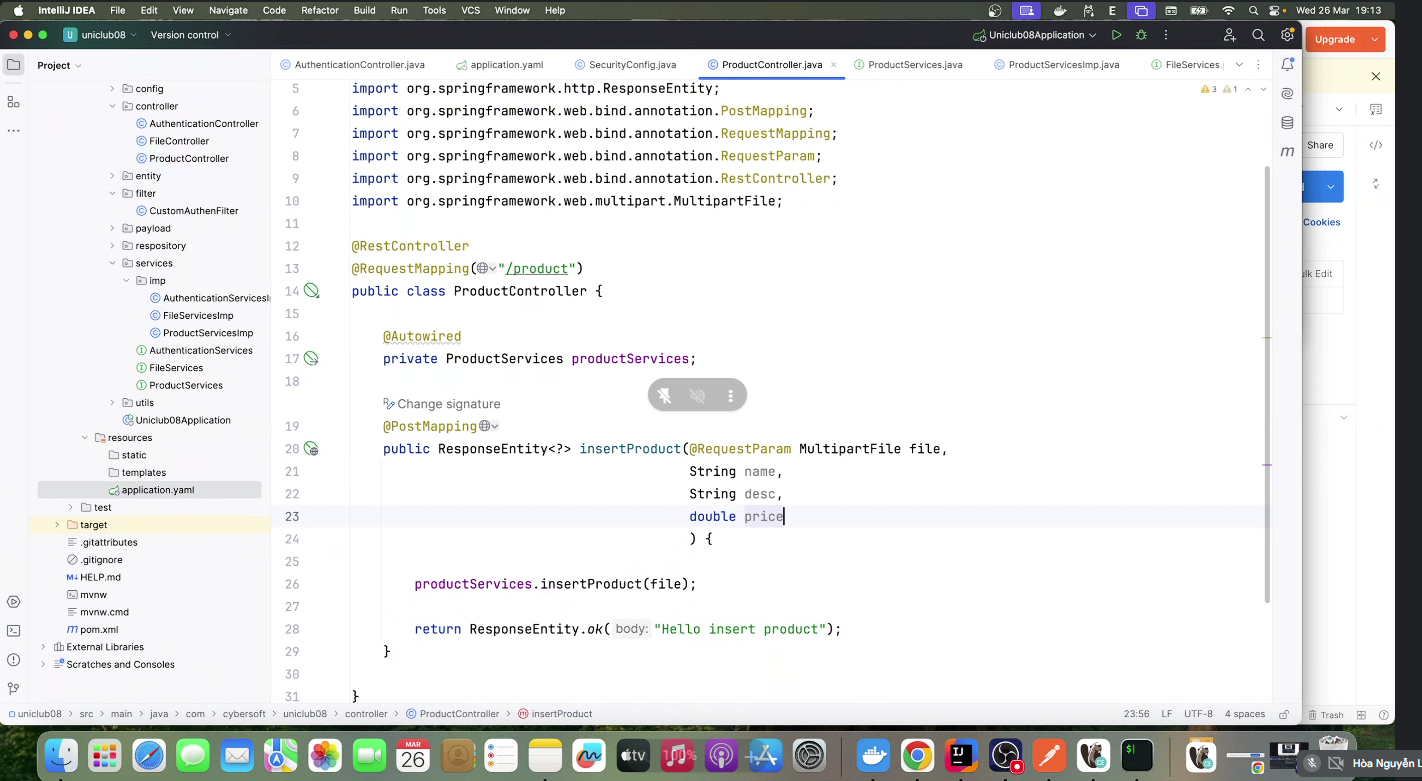 IntelliJ IDEA File Edit View Navigate Code Refactor Build Run Tools VCS Window Help
Wed 26 Mar 19:13
U uniclub08 Version control
Uniclub08Application
Upgrade
Project
AuthenticationController.java application.yaml SecurityConfig.java ProductController.java ProductServices.java ProductServicesImp.java FileServices.
config
controller
AuthenticationController
FileController
ProductController
entity
filter
CustomAuthenFilter
payload
respository
services
imp
AuthenticationServicesI
FileServicesImp
ProductServicesImp
AuthenticationServices
FileServices
ProductServices
utils
Uniclub08Application
resources
static
templates
application.yaml
test
target
.gitattributes
.gitignore
HELP.md
mvnw
mvnw.cmd
pom.xml
External Libraries
Scratches and Consoles
3 1
5 import org.springframework.http.ResponseEntity;
6 import org.springframework.web.bind.annotation.PostMapping;
7 import org.springframework.web.bind.annotation.RequestMapping;
8 import org.springframework.web.bind.annotation.RequestParam;
9 import org.springframework.web.bind.annotation.RestController;
10 import org.springframework.web.multipart.MultipartFile;
11
12 @RestController
13 @RequestMapping("/product")
14 public class ProductController {
15
16 @Autowired
17 private ProductServices productServices;
18
Change signature
19 @PostMapping
20 public ResponseEntity<?> insertProduct(@RequestParam MultipartFile file,
21 String name,
22 String desc,
23 double price
24 ) {
25
26 productServices.insertProduct(file);
27
28 return ResponseEntity.ok( body: "Hello insert product");
29 }
30
31 }
Share
Cookies
ulk Edit
uniclub08 > src > main > java > com > cybersoft > uniclub08 > controller > ProductController > insertProduct
23:56 LF UTF-8 4 spaces
Trash
MAR
26
tv
100%
Hòa Nguyễn L